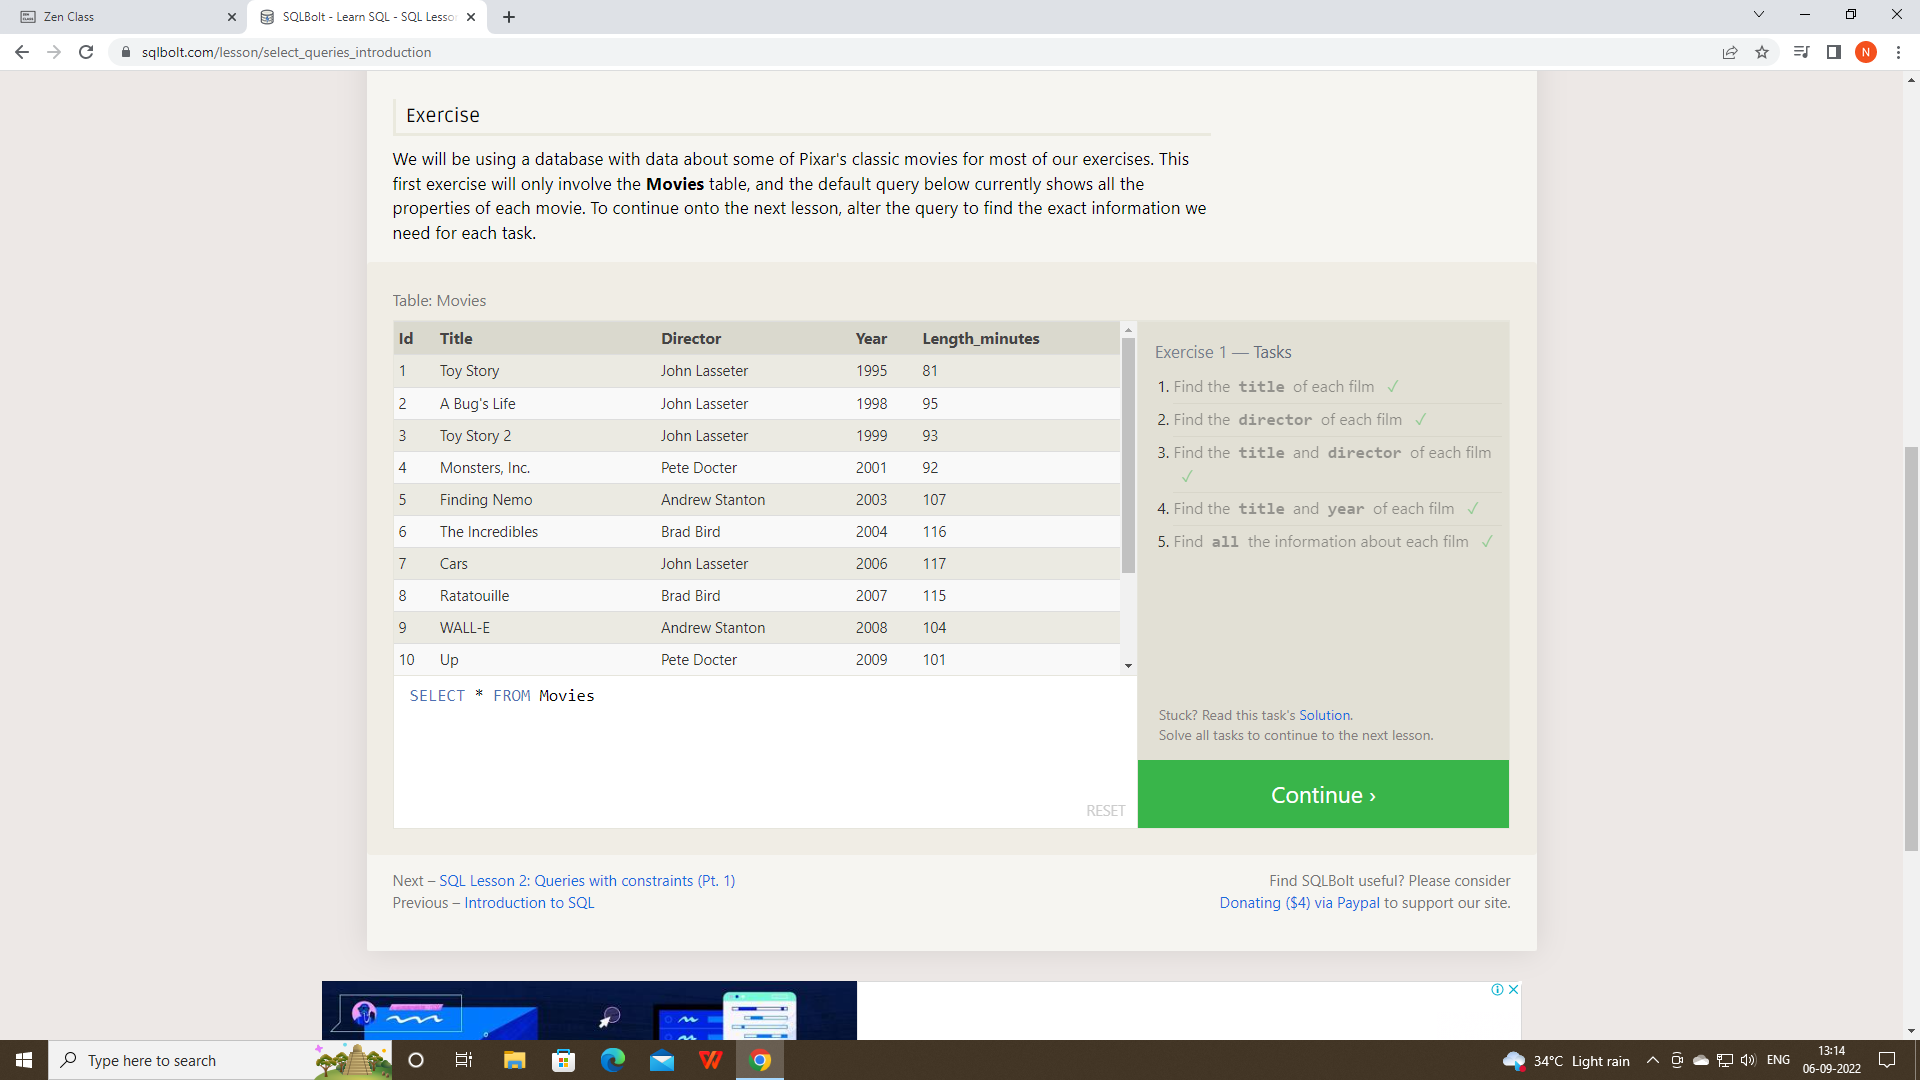 Zen Class
SQLBolt - Learn SQL - SQL Lesso
sqlbolt.com/lesson/select_queries_introduction
N
Exercise
We will be using a database with data about some of Pixar's classic movies for most of our exercises. This
first exercise will only involve the Movies table, and the default query below currently shows all the
properties of each movie. To continue onto the next lesson, alter the query to find the exact information we
need for each task.
Table: Movies
Id Title Director Year Length_minutes
1 Toy Story John Lasseter 1995 81
2 A Bug's Life John Lasseter 1998 95
3 Toy Story 2 John Lasseter 1999 93
4 Monsters, Inc. Pete Docter 2001 92
5 Finding Nemo Andrew Stanton 2003 107
6 The Incredibles Brad Bird 2004 116
7 Cars John Lasseter 2006 117
8 Ratatouille Brad Bird 2007 115
9 WALL-E Andrew Stanton 2008 104
10 Up Pete Docter 2009 101
SELECT * FROM Movies
RESET
Exercise 1 — Tasks
1. Find the title of each film ✓
2. Find the director of each film ✓
3. Find the title and director of each film
✓
4. Find the title and year of each film ✓
5. Find all the information about each film ✓
Stuck? Read this task's Solution.
Solve all tasks to continue to the next lesson.
Continue ›
Next – SQL Lesson 2: Queries with constraints (Pt. 1)
Previous – Introduction to SQL
Find SQLBolt useful? Please consider
Donating ($4) via Paypal to support our site.
Type here to search
34°C Light rain
ENG
13:14
06-09-2022